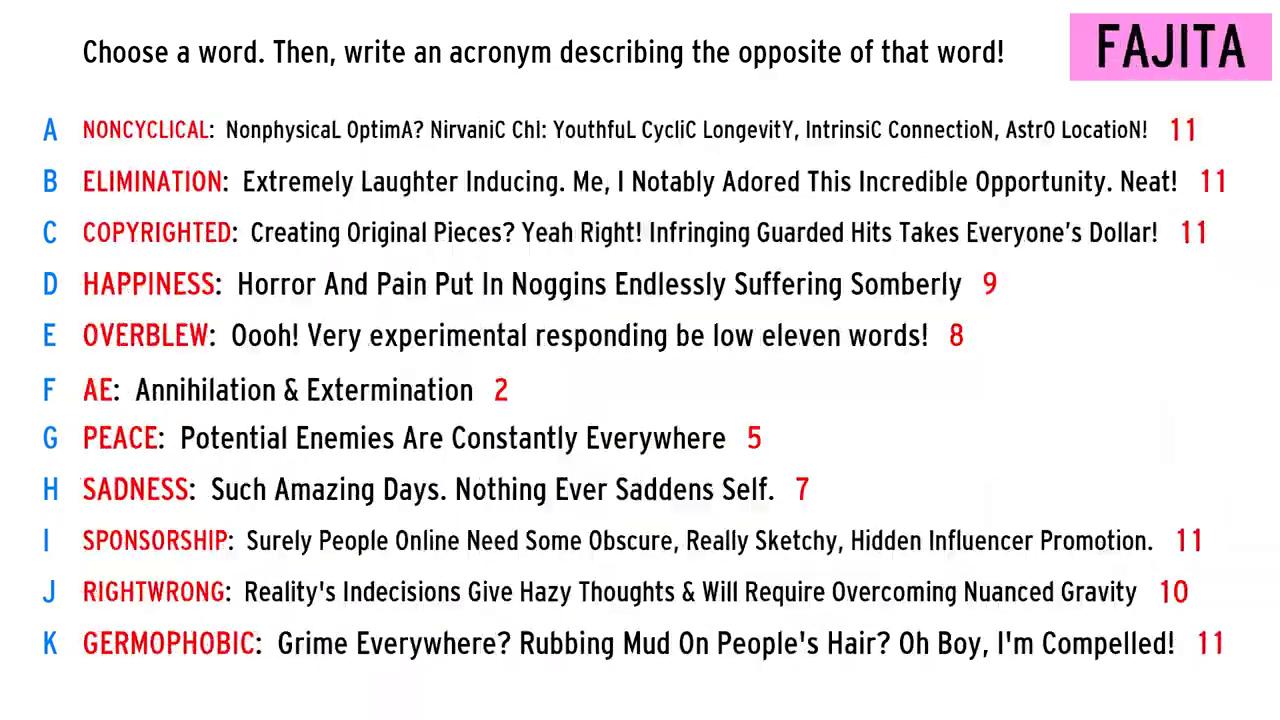 Choose a word. Then, write an acronym describing the opposite of that word!
FAJITA
A NONCYCLICAL: NonphysicaL OptimA? NirvaniC ChI: YouthfuL CycliC LongevitY, IntrinsiC ConnectioN, AstrO LocatioN! 11
B ELIMINATION: Extremely Laughter Inducing. Me, I Notably Adored This Incredible Opportunity. Neat! 11
C COPYRIGHTED: Creating Original Pieces? Yeah Right! Infringing Guarded Hits Takes Everyone's Dollar! 11
D HAPPINESS: Horror And Pain Put In Noggins Endlessly Suffering Somberly 9
E OVERBLEW: Oooh! Very experimental responding be low eleven words! 8
F AE: Annihilation & Extermination 2
G PEACE: Potential Enemies Are Constantly Everywhere 5
H SADNESS: Such Amazing Days. Nothing Ever Saddens Self. 7
I SPONSORSHIP: Surely People Online Need Some Obscure, Really Sketchy, Hidden Influencer Promotion. 11
J RIGHTWRONG: Reality's Indecisions Give Hazy Thoughts & Will Require Overcoming Nuanced Gravity 10
K GERMOPHOBIC: Grime Everywhere? Rubbing Mud On People's Hair? Oh Boy, I'm Compelled! 11